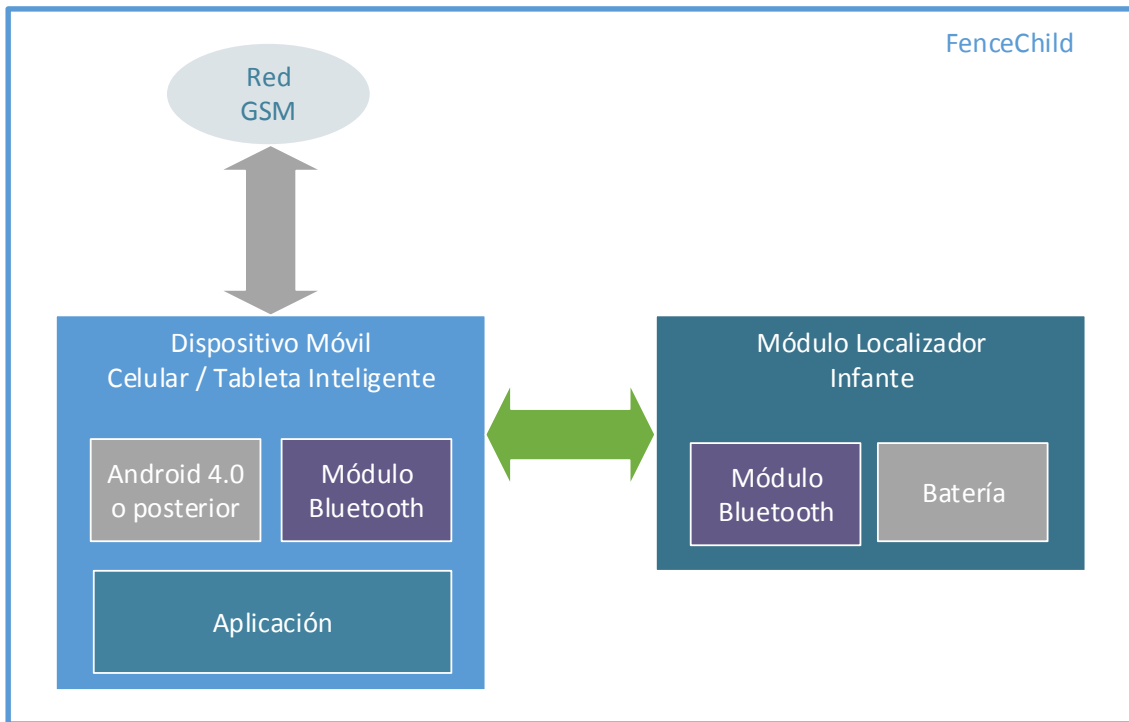 FenceChild
Red
GSM
Dispositivo Móvil
Celular / Tableta Inteligente
Android 4.0
o posterior
Módulo
Bluetooth
Aplicación
Módulo Localizador
Infante
Módulo
Bluetooth
Batería